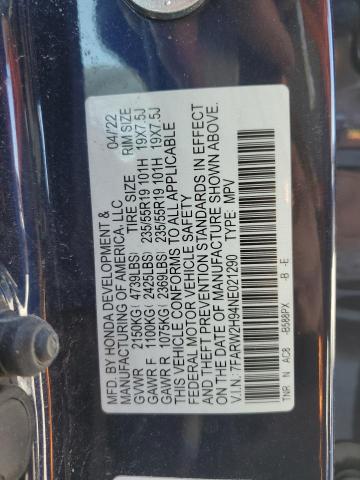 MFD. BY HONDA DEVELOPMENT & 04/22
MANUFACTURING OF AMERICA, LLC
GVWR 2150KG( 4739LBS) TIRE SIZE RIM SIZE
GAWR F 1100KG( 2425LBS) 235/55R19 101H 19X7.5J
GAWR R 1075KG( 2369LBS) 235/55R19 101H 19X7.5J
THIS VEHICLE CONFORMS TO ALL APPLICABLE
FEDERAL MOTOR VEHICLE SAFETY
AND THEFT PREVENTION STANDARDS IN EFFECT
ON THE DATE OF MANUFACTURE SHOWN ABOVE.
V.I.N.: 7FARW2H94NE021290 TYPE: MPV
TNR N AC8 -B588PX -B -E